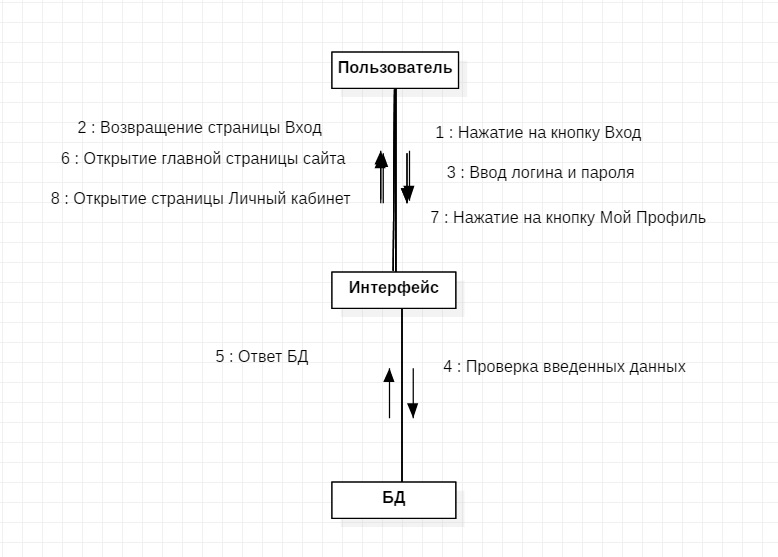 Пользователь
2 : Возвращение страницы Вход
1 : Нажатие на кнопку Вход
6 : Открытие главной страницы сайта
3 : Ввод логина и пароля
8 : Открытие страницы Личный кабинет
7 : Нажатие на кнопку Мой Профиль
Интерфейс
5 : Ответ БД
4 : Проверка введенных данных
БД